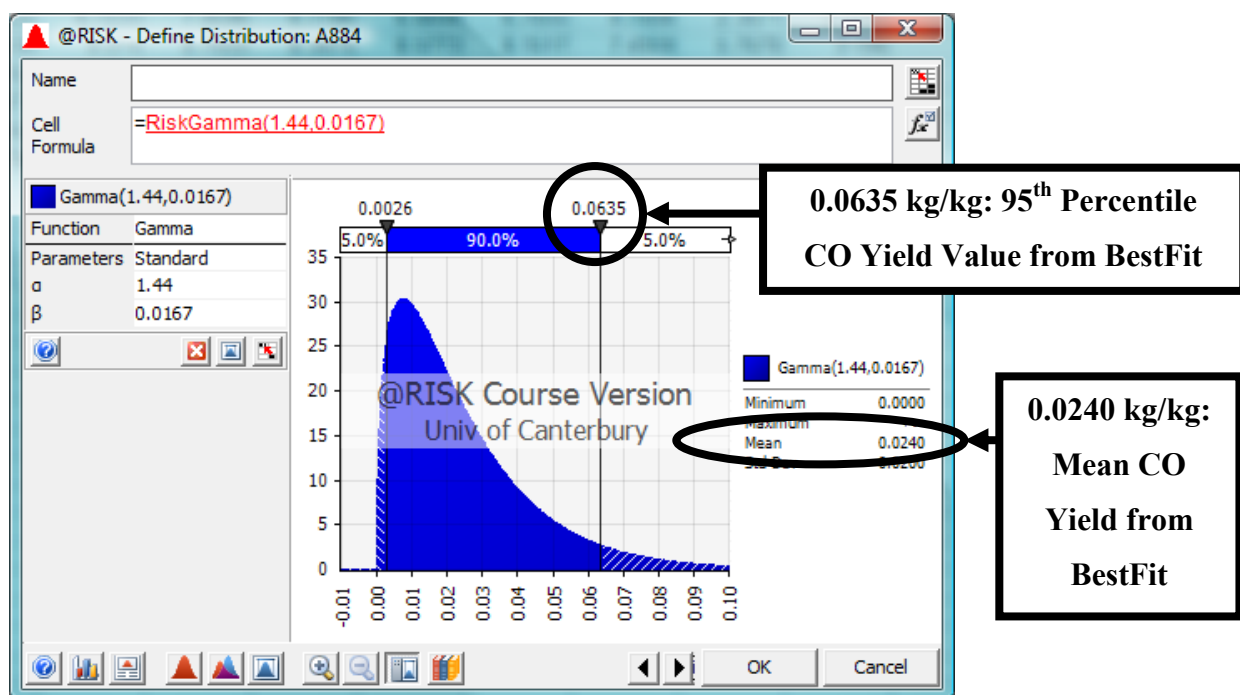 @RISK - Define Distribution: A884
Name
Cell Formula
=RiskGamma(1.44,0.0167)
Gamma(1.44,0.0167)
Function Gamma
Parameters Standard
α 1.44
β 0.0167
0.0026 0.0635
5.0% 90.0% 5.0%
35
30
25
20
15
10
5
0
-0.01 0.00 0.01 0.02 0.03 0.04 0.05 0.06 0.07 0.08 0.09 0.10
@RISK Course Version
Univ of Canterbury
Gamma(1.44,0.0167)
Minimum 0.0000
Maximum
Mean 0.0240
0.0200
0.0635 kg/kg: 95th Percentile
CO Yield Value from BestFit
0.0240 kg/kg:
Mean CO
Yield from
BestFit
OK Cancel